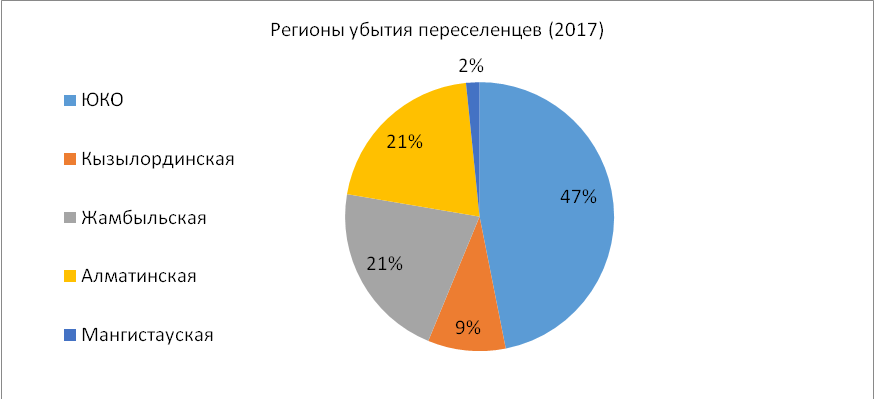 Регионы убытия переселенцев (2017)
ЮКО
Кызылординская
Жамбыльская
Алматинская
Мангистауская
2%
21%
47%
21%
9%